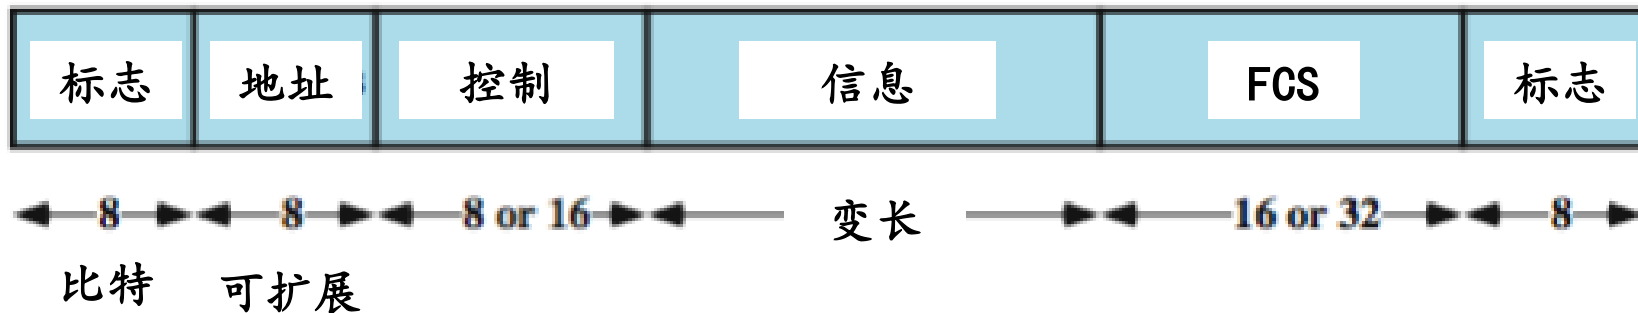 标志 地址 控制 信息 FCS 标志
8 8 8 or 16 变长 16 or 32 8
比特 可扩展